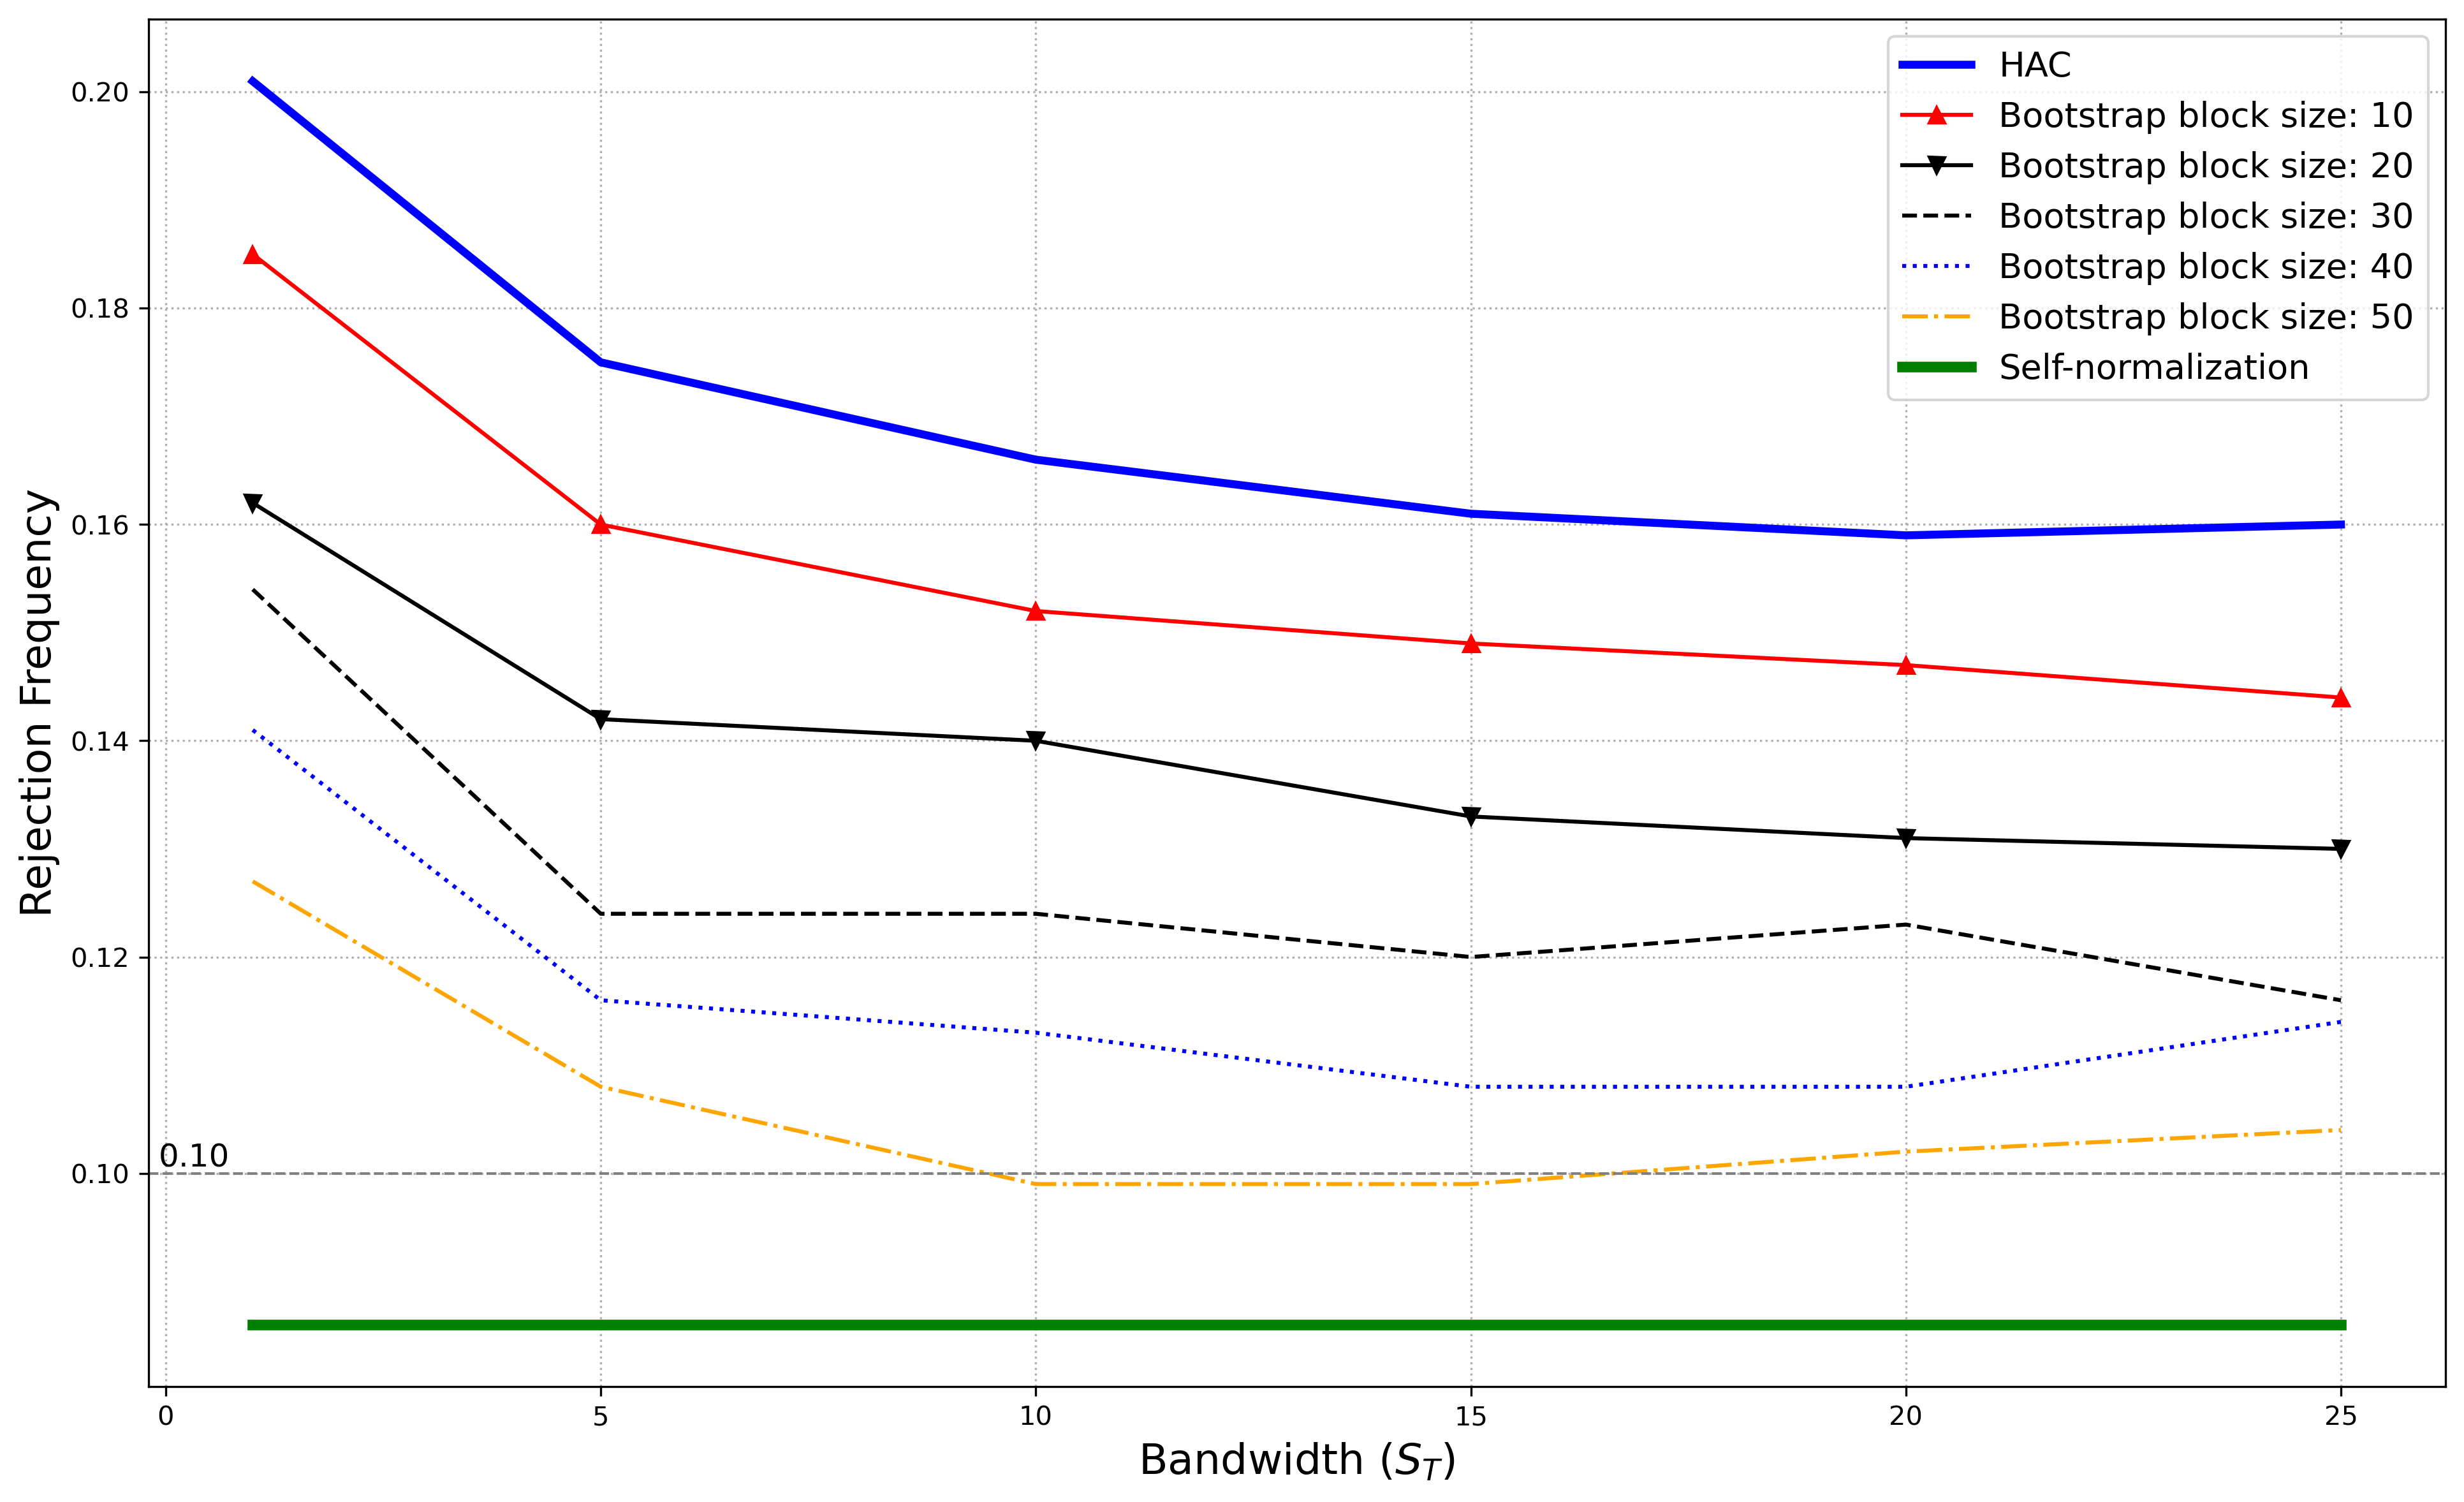 HAC
Bootstrap block size: 10
Bootstrap block size: 20
Bootstrap block size: 30
Bootstrap block size: 40
Bootstrap block size: 50
Self-normalization
Rejection Frequency
0.20
0.18
0.16
0.14
0.12
0.10
0.10
0
5
10
15
20
25
Bandwidth (S_T)